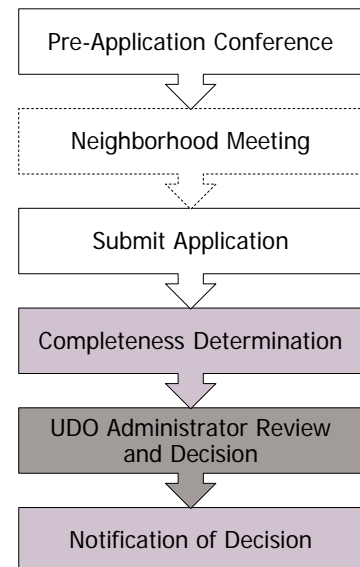 Pre-Application Conference
Neighborhood Meeting
Submit Application
Completeness Determination
UDO Administrator Review
and Decision
Notification of Decision